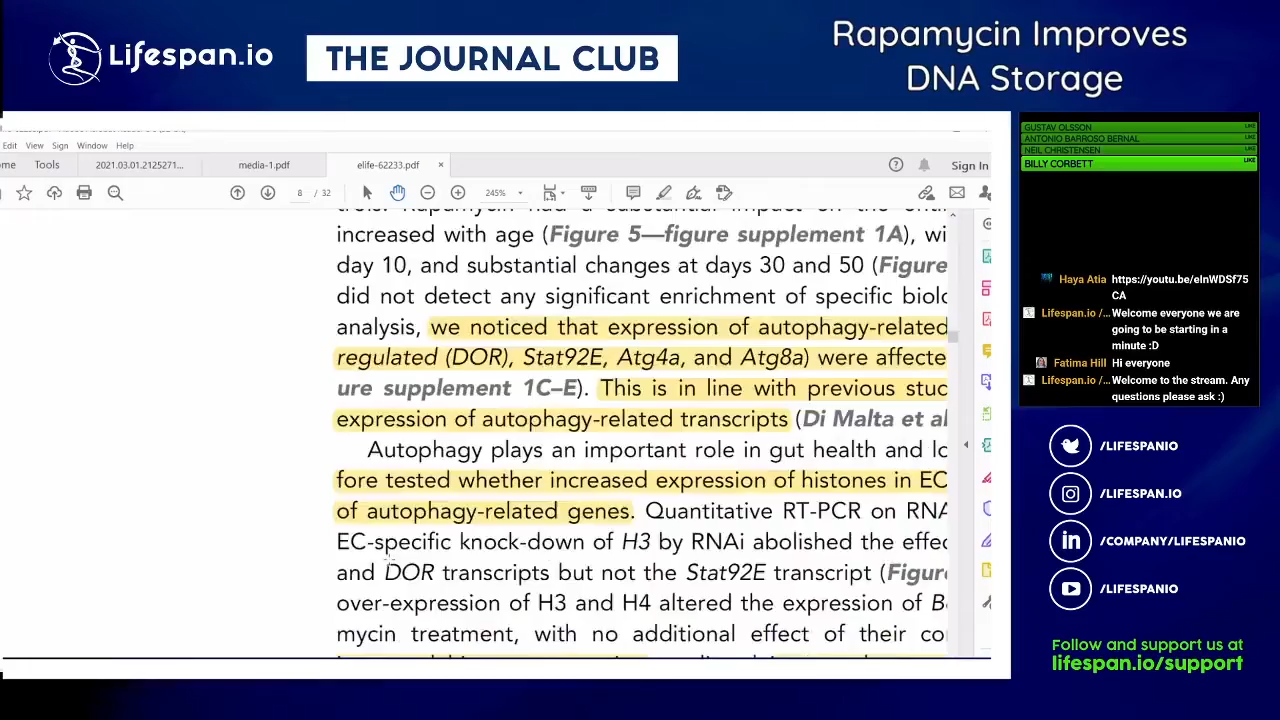 Lifespan.io
THE JOURNAL CLUB
Rapamycin Improves
DNA Storage
Edit View Sign Window Help
Tools
2021.03.01.2125271...
media-1.pdf
elife-62233.pdf ×
Sign In
8 / 32
245%
increased with age (Figure 5—figure supplement 1A), wi
day 10, and substantial changes at days 30 and 50 (Figure
did not detect any significant enrichment of specific biolo
analysis, we noticed that expression of autophagy-related
regulated (DOR), Stat92E, Atg4a, and Atg8a) were affecte
ure supplement 1C–E). This is in line with previous stud
expression of autophagy-related transcripts (Di Malta et al
Autophagy plays an important role in gut health and lo
fore tested whether increased expression of histones in EC
of autophagy-related genes. Quantitative RT-PCR on RNA
EC-specific knock-down of H3 by RNAi abolished the effec
and DOR transcripts but not the Stat92E transcript (Figure
over-expression of H3 and H4 altered the expression of B
mycin treatment, with no additional effect of their co
GUSTAV OLSSON LIKE
ANTONIO BARROSO BERNAL LIKE
NEIL CHRISTENSEN LIKE
BILLY CORBETT LIKE
Haya Atia https://youtu.be/eInWDSf75
CA
Lifespan.io /... Welcome everyone we are
going to be starting in a
minute :D
Fatima Hill Hi everyone
Lifespan.io /... Welcome to the stream. Any
questions please ask :)
/LIFESPANIO
/LIFESPAN.IO
/COMPANY/LIFESPANIO
/LIFESPANIO
Follow and support us at
lifespan.io/support